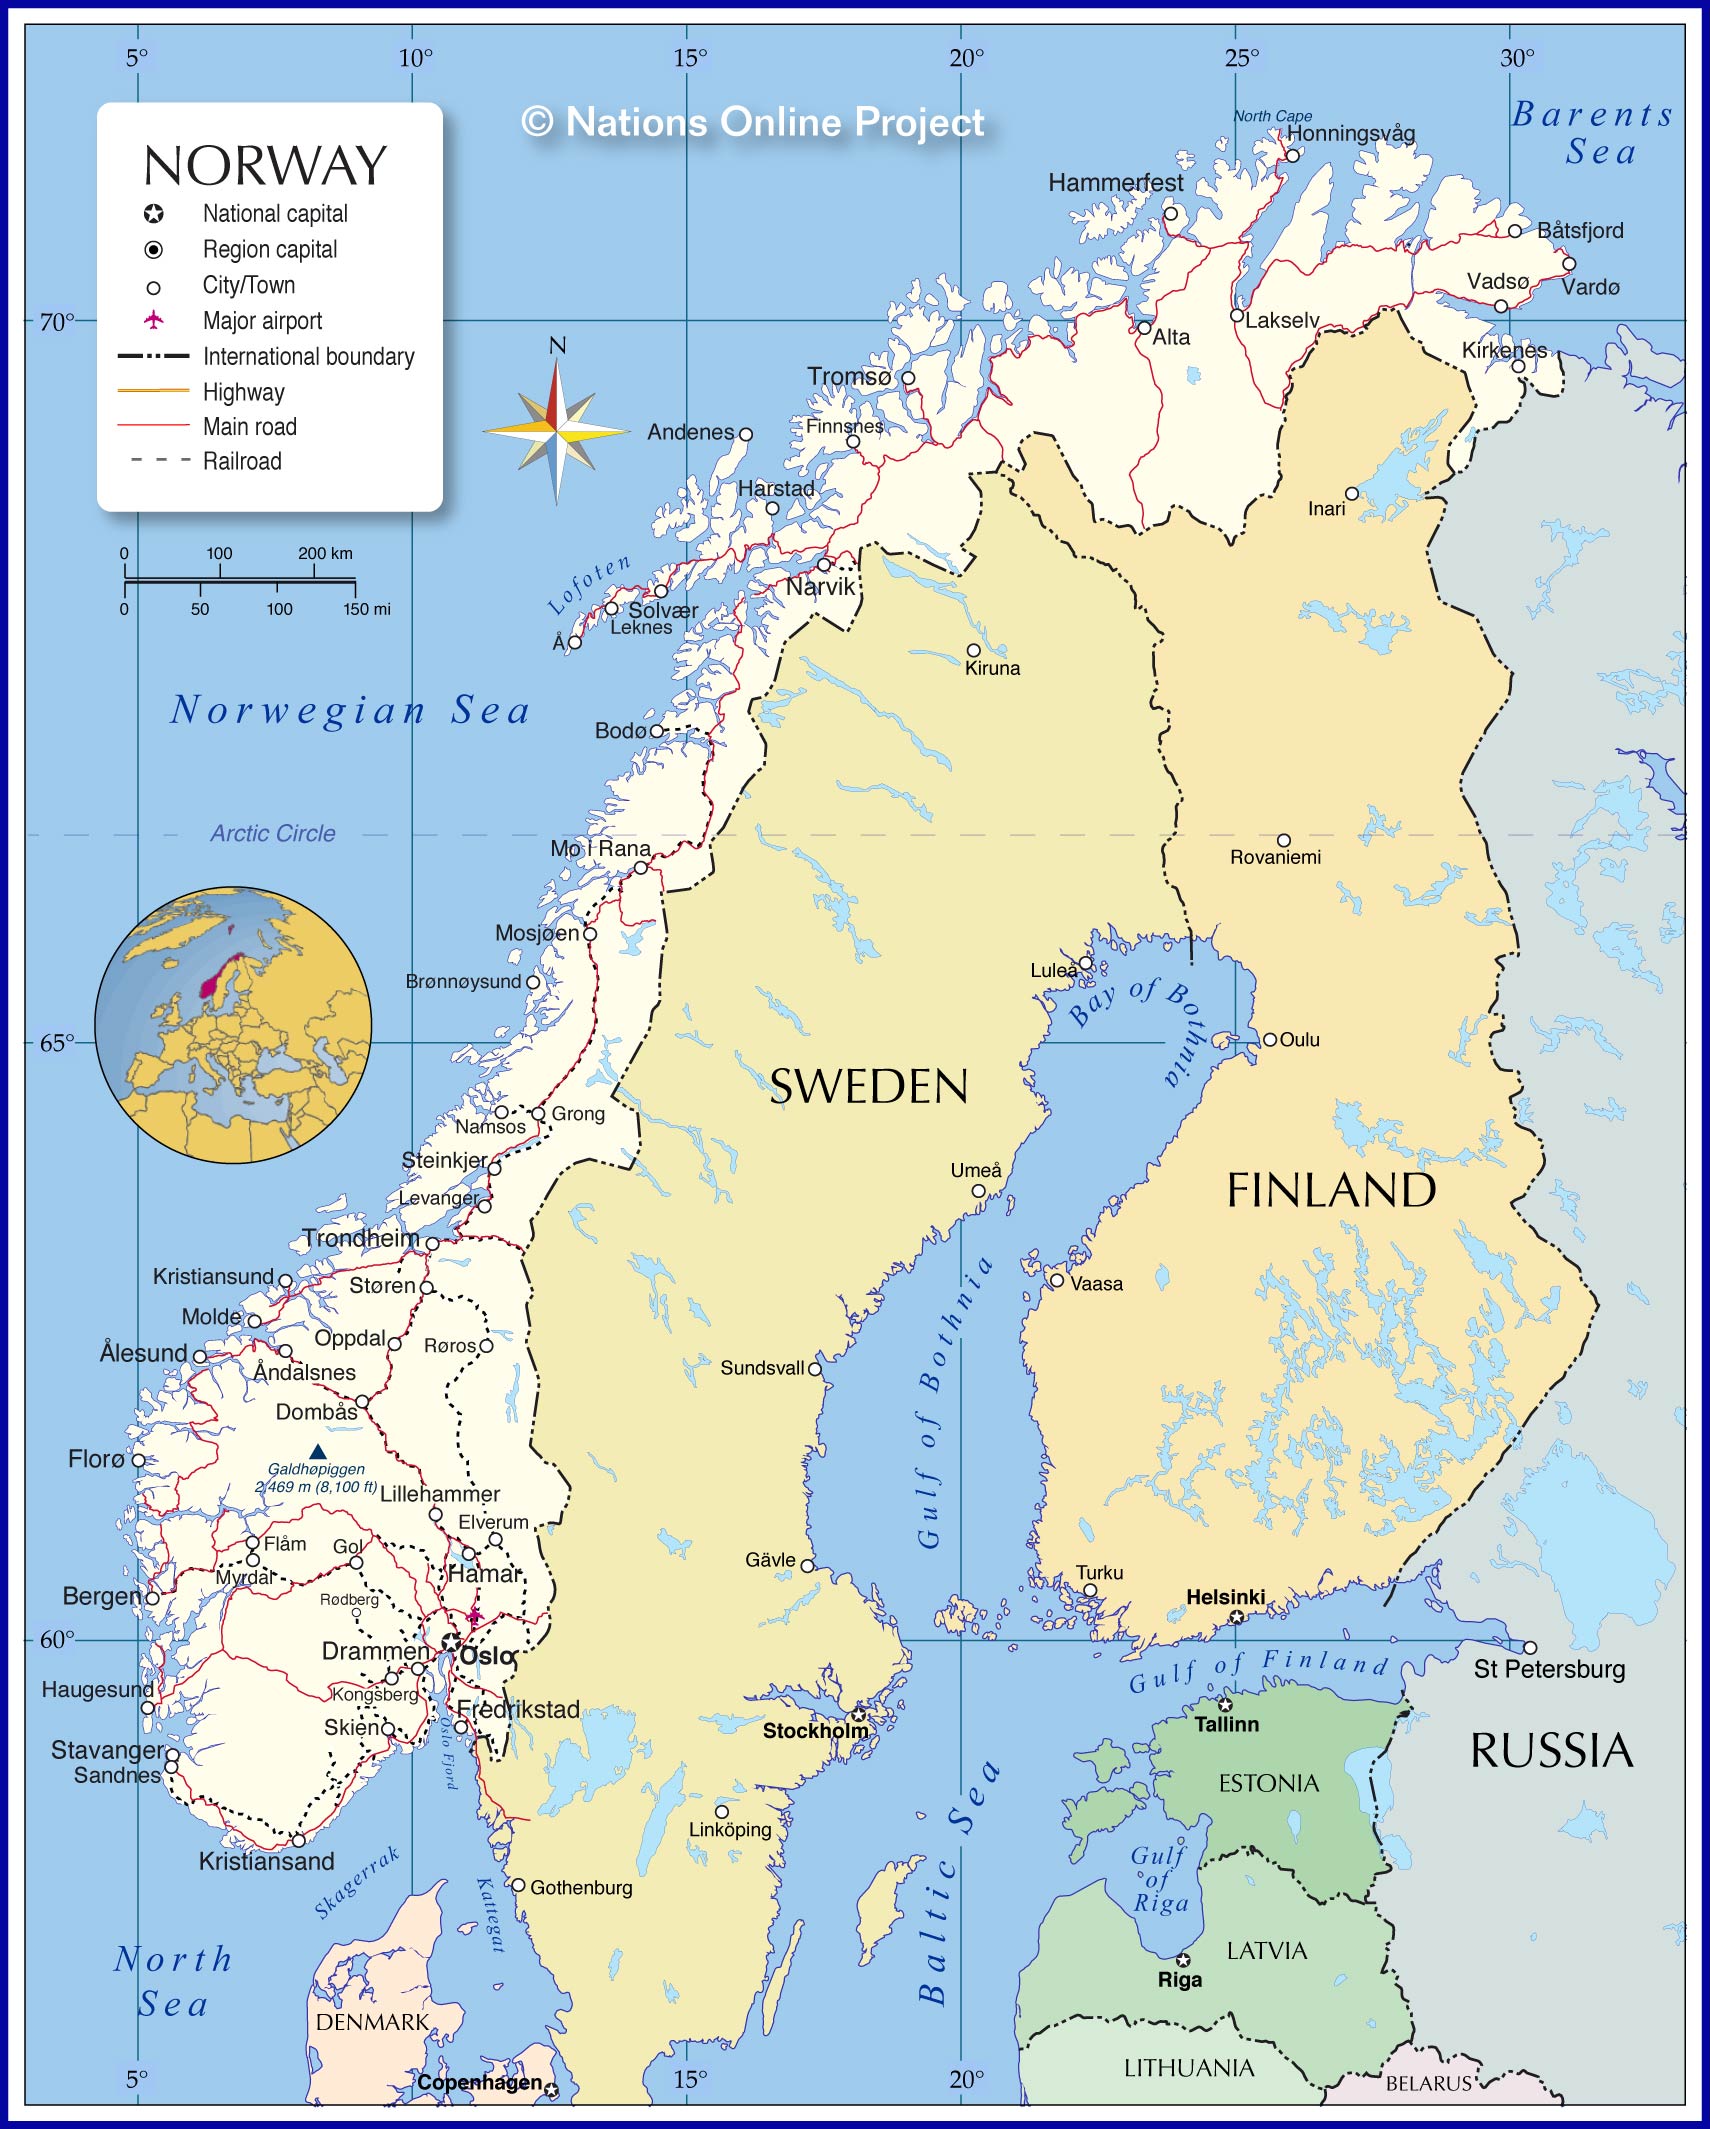 5°
10°
15°
20°
25°
30°
© Nations Online Project
North Cape
Honningsvåg
Barents
Sea
NORWAY
National capital
Region capital
City/Town
Major airport
International boundary
Highway
Main road
Railroad
Hammerfest
Båtsfjord
Vadsø
Vardø
70°
Lakselv
Alta
Kirkenes
N
Tromsø
Finnsnes
Andenes
Harstad
Inari
0 100 200 km
0 50 100 150 mi
Lofoten
Narvik
Solvær
Leknes
Å
Kiruna
Norwegian Sea
Bodø
Arctic Circle
Mo i Rana
Rovaniemi
Mosjøen
Brønnøysund
Luleå
Bay of Bothnia
65°
Oulu
SWEDEN
Namsos
Grong
Steinkjer
Levanger
Umeå
FINLAND
Trondheim
Kristiansund
Støren
Vaasa
Molde
Oppdal
Røros
Ålesund
Åndalsnes
Sundsvall
Gulf of Bothnia
Dombås
Florø
Galdhøpiggen
2,469 m (8,100 ft)
Lillehammer
Elverum
Flåm
Gol
Myrdal
Hamar
Gävle
Turku
Bergen
Rødberg
Helsinki
60°
Drammen
Oslo
Gulf of Finland
St Petersburg
Haugesund
Kongsberg
Fredrikstad
Skien
Oslo Fjord
Stockholm
Tallinn
Stavanger
Sandnes
RUSSIA
ESTONIA
Linköping
Baltic Sea
Kristiansand
Skagerrak
Kattegat
Gothenburg
Gulf
of
Riga
North
Sea
LATVIA
Riga
DENMARK
LITHUANIA
BELARUS
Copenhagen
5°
15°
20°